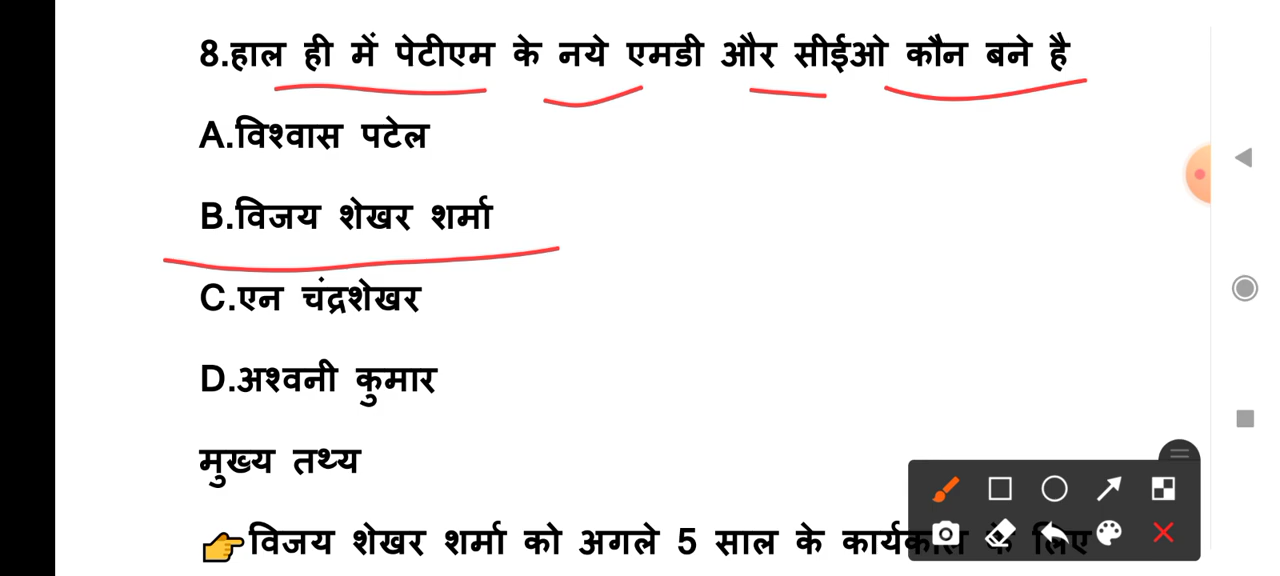 8.हाल ही में पेटीएम के नये एमडी और सीईओ कौन बने है
A.विश्वास पटेल
B.विजय शेखर शर्मा
C.एन चंद्रशेखर
D.अश्वनी कुमार
मुख्य तथ्य
👉विजय शेखर शर्मा को अगले 5 साल के कार्यकाल के लिए